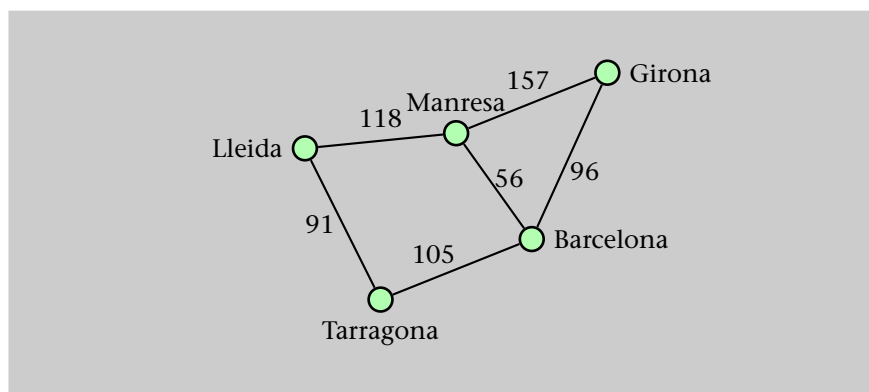 Girona
157
Manresa
118
Lleida
96
56
91
Barcelona
105
Tarragona